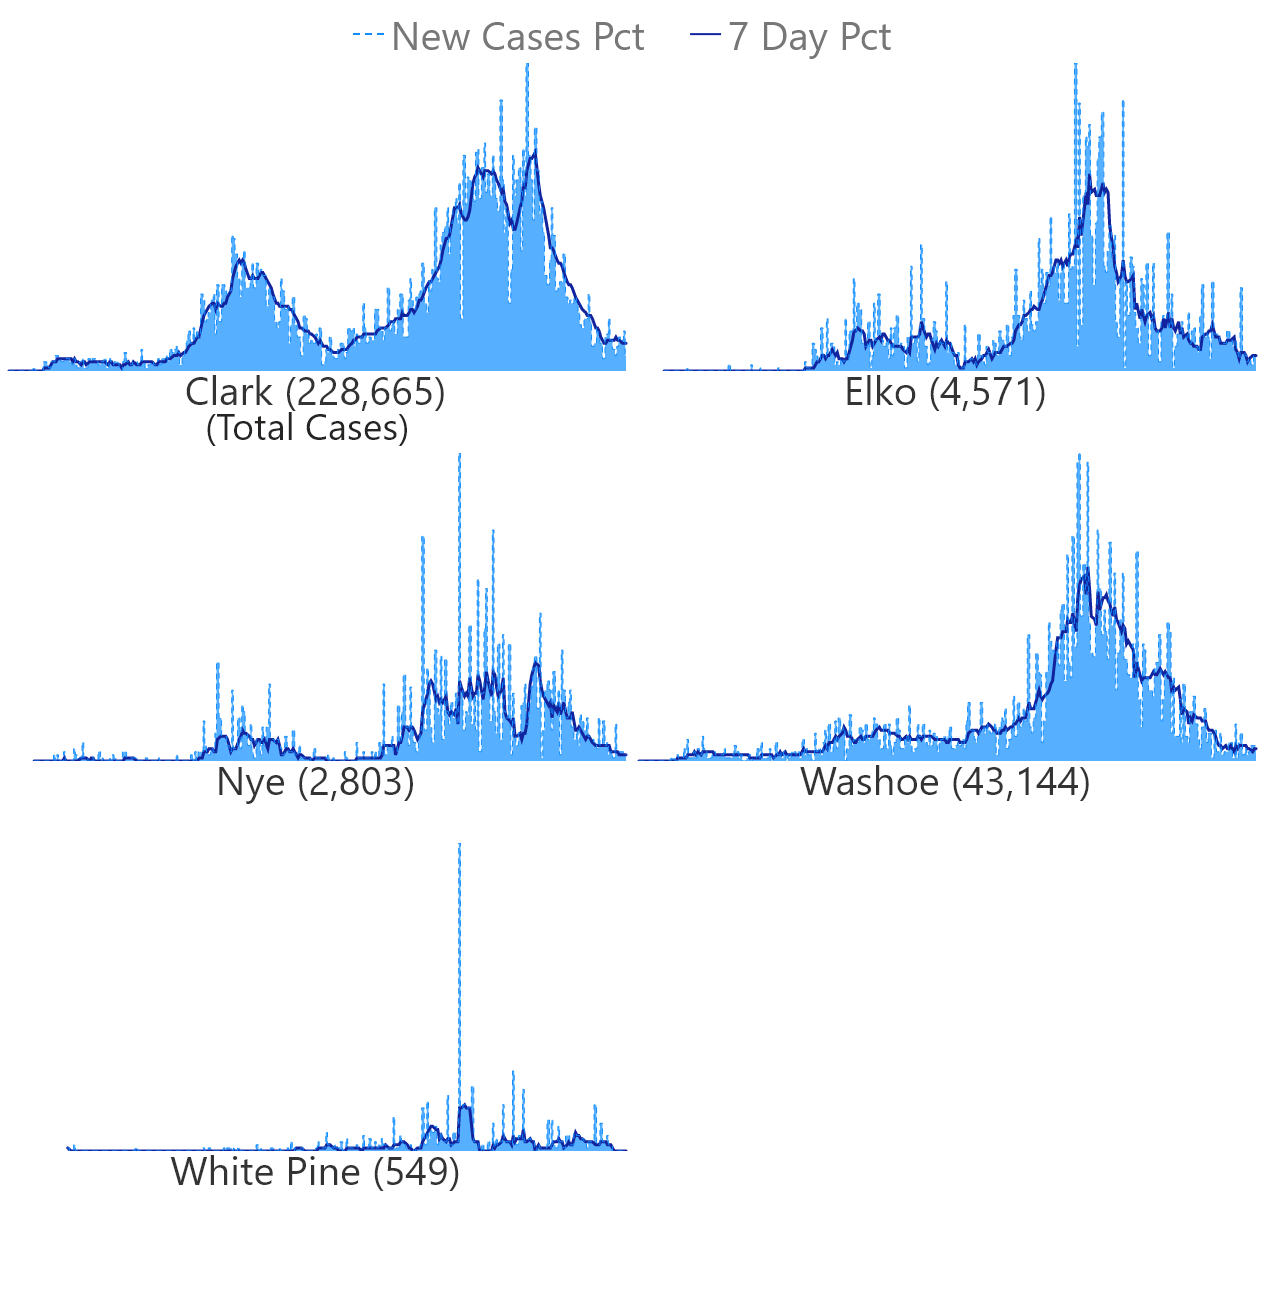 New Cases Pct 7 Day Pct
Clark (228,665) Elko (4,571)
(Total Cases)
Nye (2,803) Washoe (43,144)
White Pine (549)